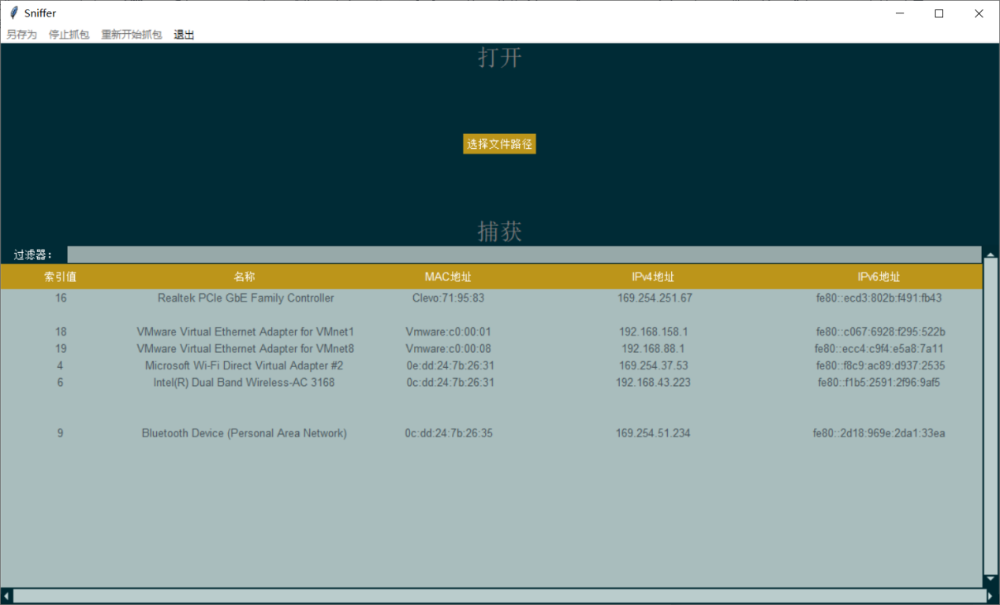 Sniffer
另存为 停止抓包 重新开始抓包 退出
打开
选择文件路径
捕获
过滤器：
索引值 名称 MAC地址 IPv4地址 IPv6地址
16 Realtek PCIe GbE Family Controller Clevo:71:95:83 169.254.251.67 fe80::ecd3:802b:f491:fb43
18 VMware Virtual Ethernet Adapter for VMnet1 Vmware:c0:00:01 192.168.158.1 fe80::c067:6928:f295:522b
19 VMware Virtual Ethernet Adapter for VMnet8 Vmware:c0:00:08 192.168.88.1 fe80::ecc4:c9f4:e5a8:7a11
4 Microsoft Wi-Fi Direct Virtual Adapter #2 0e:dd:24:7b:26:31 169.254.37.53 fe80::f8c9:ac89:d937:2535
6 Intel(R) Dual Band Wireless-AC 3168 0c:dd:24:7b:26:31 192.168.43.223 fe80::f1b5:2591:2f96:9af5
9 Bluetooth Device (Personal Area Network) 0c:dd:24:7b:26:35 169.254.51.234 fe80::2d18:969e:2da1:33ea